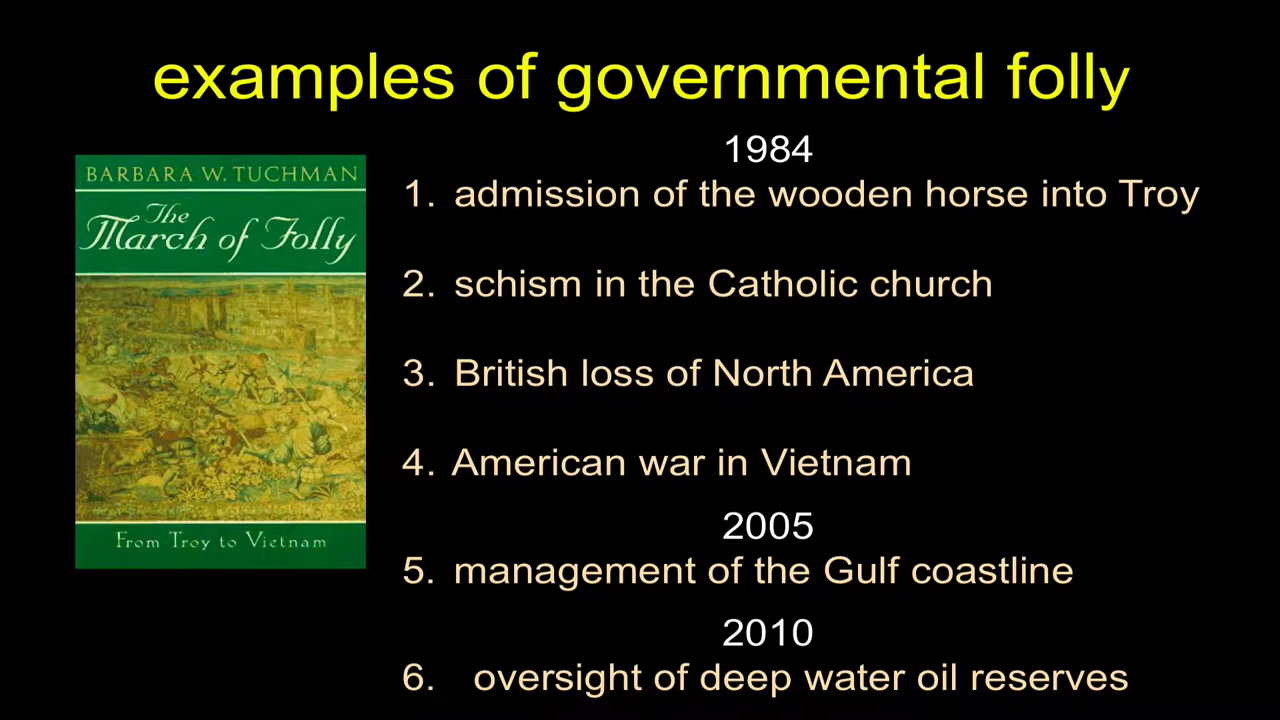 examples of governmental folly
BARBARA W. TUCHMAN
The
March of Folly
From Troy to Vietnam
1984
1. admission of the wooden horse into Troy
2. schism in the Catholic church
3. British loss of North America
4. American war in Vietnam
2005
5. management of the Gulf coastline
2010
6. oversight of deep water oil reserves